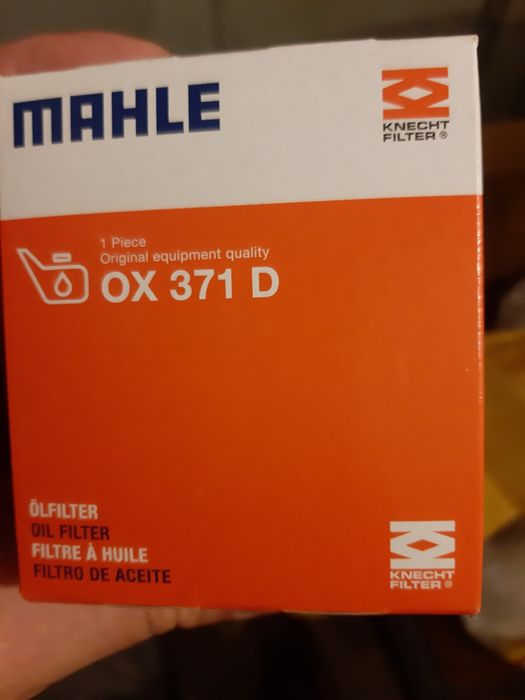 MAHLE
KNECHT
FILTER ®
1 Piece
Original equipment quality
OX 371 D
ÖLFILTER
OIL FILTER
FILTRE À HUILE
FILTRO DE ACEITE
KNECHT
FILTER ®